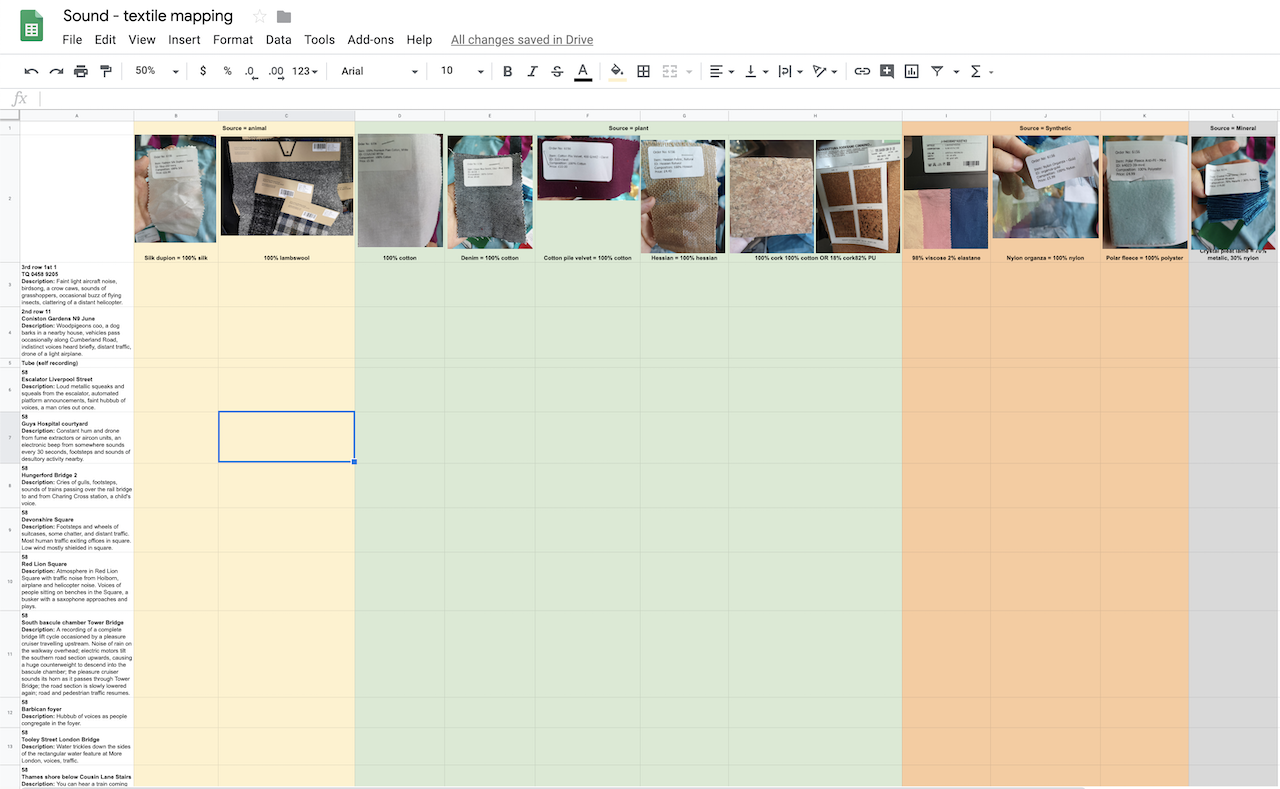 Sound - textile mapping
File Edit View Insert Format Data Tools Add-ons Help All changes saved in Drive
50% $ % .0 .00 123 Arial 10 B I S A
fx
A B C D E F G H I J K L
1 Source = animal Source = plant Source = Synthetic Source = Mineral
2
Silk dupion = 100% silk 100% lambswool 100% cotton Denim = 100% cotton Cotton pile velvet = 100% cotton Hessian = 100% hessian 100% cork 100% cotton OR 18% cork82% PU 98% viscose 2% elastane Nylon organza = 100% nylon Polar fleece = 100% polyster metallic, 30% nylon
3
3rd row 1st 1
TQ 0458 9205
Description: Faint light aircraft noise,
birdsong, a crow caws, sounds of
grasshoppers, occasional buzz of flying
insects, clattering of a distant helicopter.
4
2nd row 11
Coniston Gardens N9 June
Description: Woodpigeons coo, a dog
barks in a nearby house, vehicles pass
occasionally along Cumberland Road,
indistinct voices heard briefly, distant traffic,
drone of a light airplane.
5 Tube (self recording)
6
58
Escalator Liverpool Street
Description: Loud metallic squeaks and
squeals from the escalator, automated
platform announcements, faint hubbub of
voices, a man cries out once.
7
58
Guys Hospital courtyard
Description: Constant hum and drone
from fume extractors or aircon units, an
electronic beep from somewhere sounds
every 30 seconds, footsteps and sounds of
desultory activity nearby.
8
58
Hungerford Bridge 2
Description: Cries of gulls, footsteps,
sounds of trains passing over the rail bridge
to and from Charing Cross station, a child's
voice.
9
58
Devonshire Square
Description: Footsteps and wheels of
suitcases, some chatter, and distant traffic.
Most human traffic exiting offices in square.
Low wind mostly shielded in square.
10
58
Red Lion Square
Description: Atmosphere in Red Lion
Square with traffic noise from Holborn,
airplane and helicopter noise. Voices of
people sitting on benches in the Square, a
busker with a saxophone approaches and
plays.
11
58
South bascule chamber Tower Bridge
Description: A recording of a complete
bridge lift cycle occasioned by a pleasure
cruiser travelling upstream. Noise of rain on
the walkway overhead; electric motors tilt
the southern road section upwards, causing
a huge counterweight to descend into the
bascule chamber; the pleasure cruiser
sounds its horn as it passes through Tower
Bridge; the road section is slowly lowered
again; road and pedestrian traffic resumes.
12
58
Barbican foyer
Description: Hubbub of voices as people
congregate in the foyer.
13
58
Tooley Street London Bridge
Description: Water trickles down the sides
of the rectangular water feature at More
London, voices, traffic.
58
Thames shore below Cousin Lane Stairs
Description: You can hear a train coming